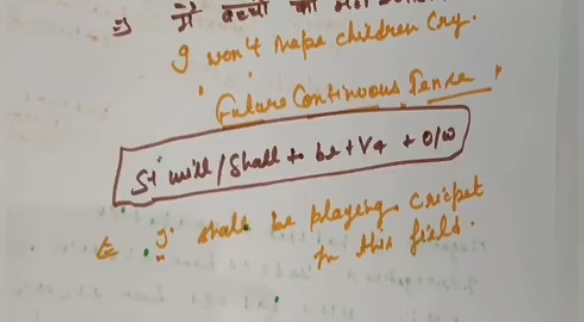 ⇒ मैं बच्चों को नहीं
I won't make children cry.
"Future Continuous Tense"
S + will / Shall + be + V4 + O/w
I shall be playing cricket
in this field.